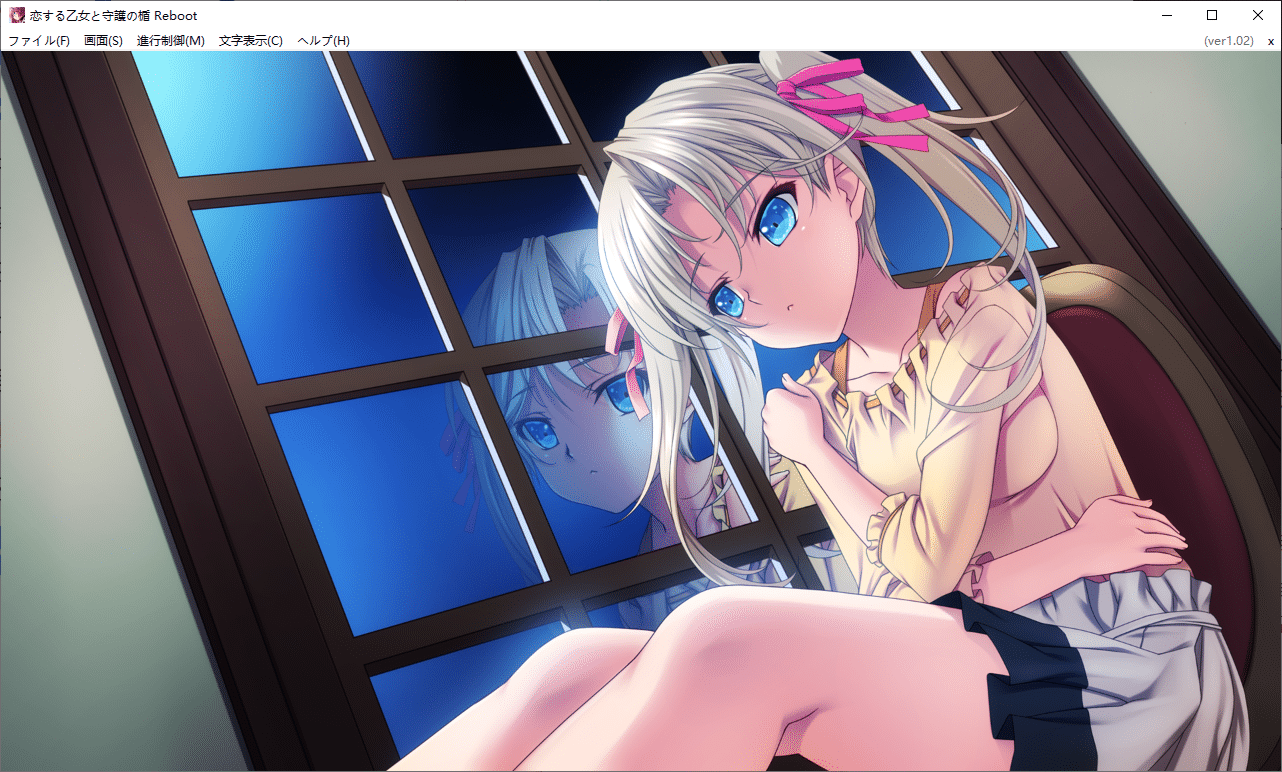 恋する乙女と守護の楯 Reboot
ファイル(F) 画面(S) 進行制御(M) 文字表示(C) ヘルプ(H) (ver1.02) x